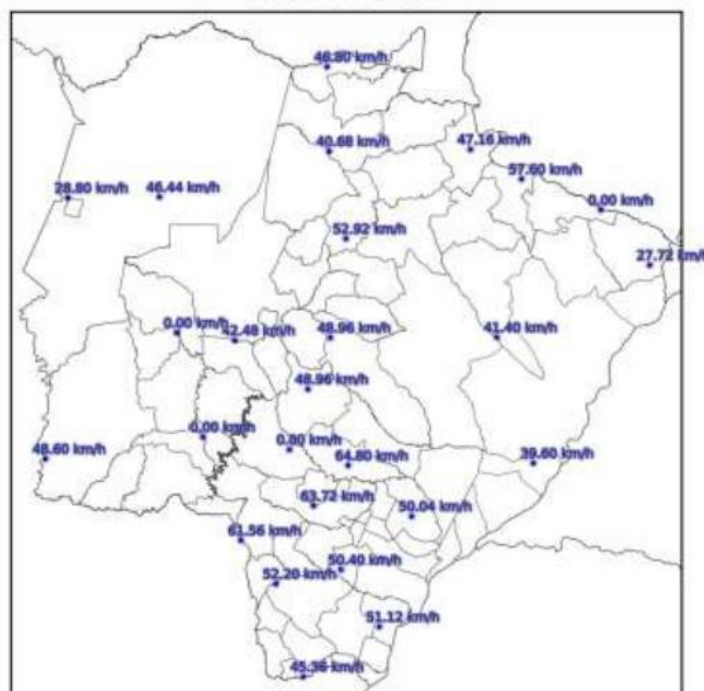 46.80 km/h
47.16 km/h
40.68 km/h
57.60 km/h
28.80 km/h
46.44 km/h
0.00 km/h
52.92 km/h
27.72 km/h
0.00 km/h
42.48 km/h
48.96 km/h
41.40 km/h
48.96 km/h
0.00 km/h
0.00 km/h
48.60 km/h
64.80 km/h
39.60 km/h
63.72 km/h
50.04 km/h
61.56 km/h
50.40 km/h
52.20 km/h
51.12 km/h
45.36 km/h